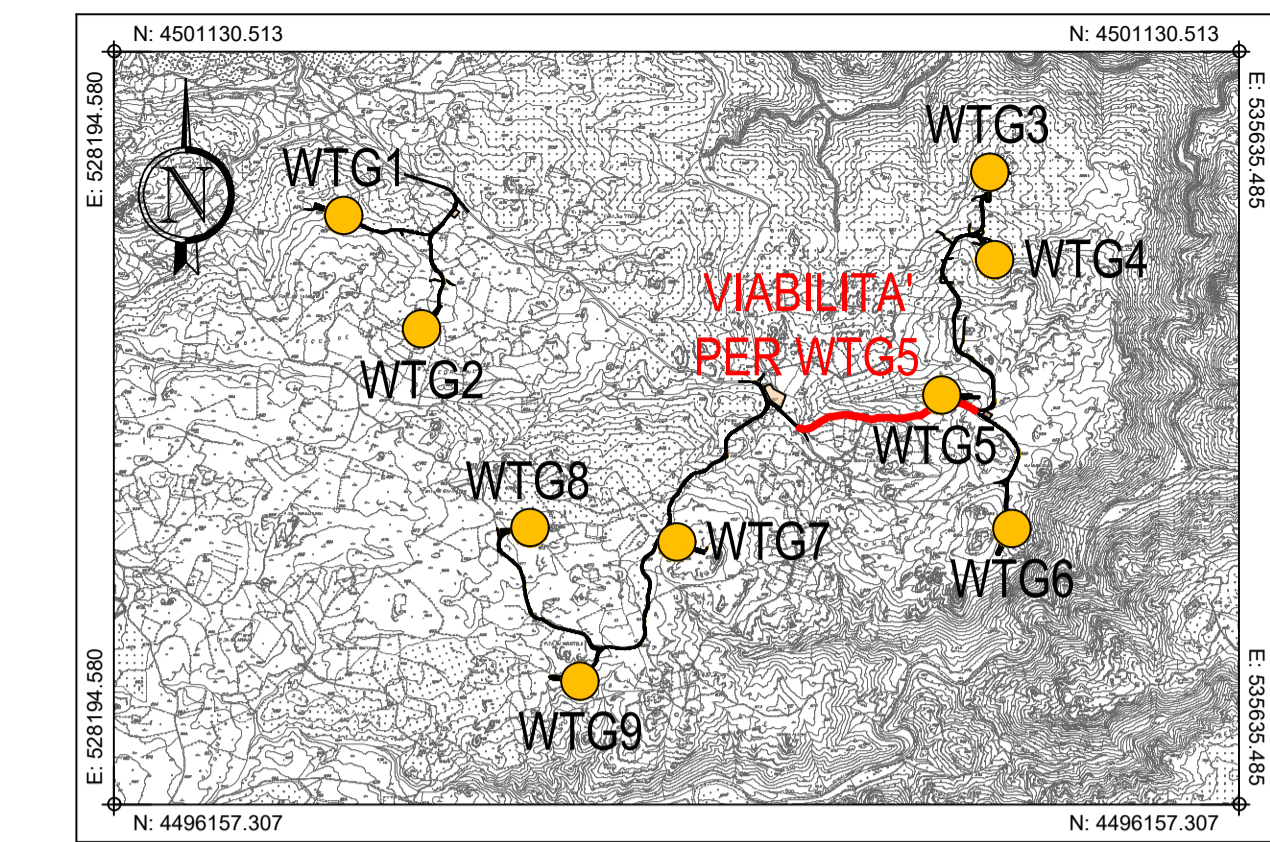 N: 4501130.513
N: 4501130.513
E: 528194.580
E: 535635.485
N
WTG1
WTG3
WTG4
VIABILITA'
PER WTG5
WTG2
WTG5
WTG8
WTG7
WTG6
WTG9
E: 528194.580
E: 535635.485
N: 4496157.307
N: 4496157.307